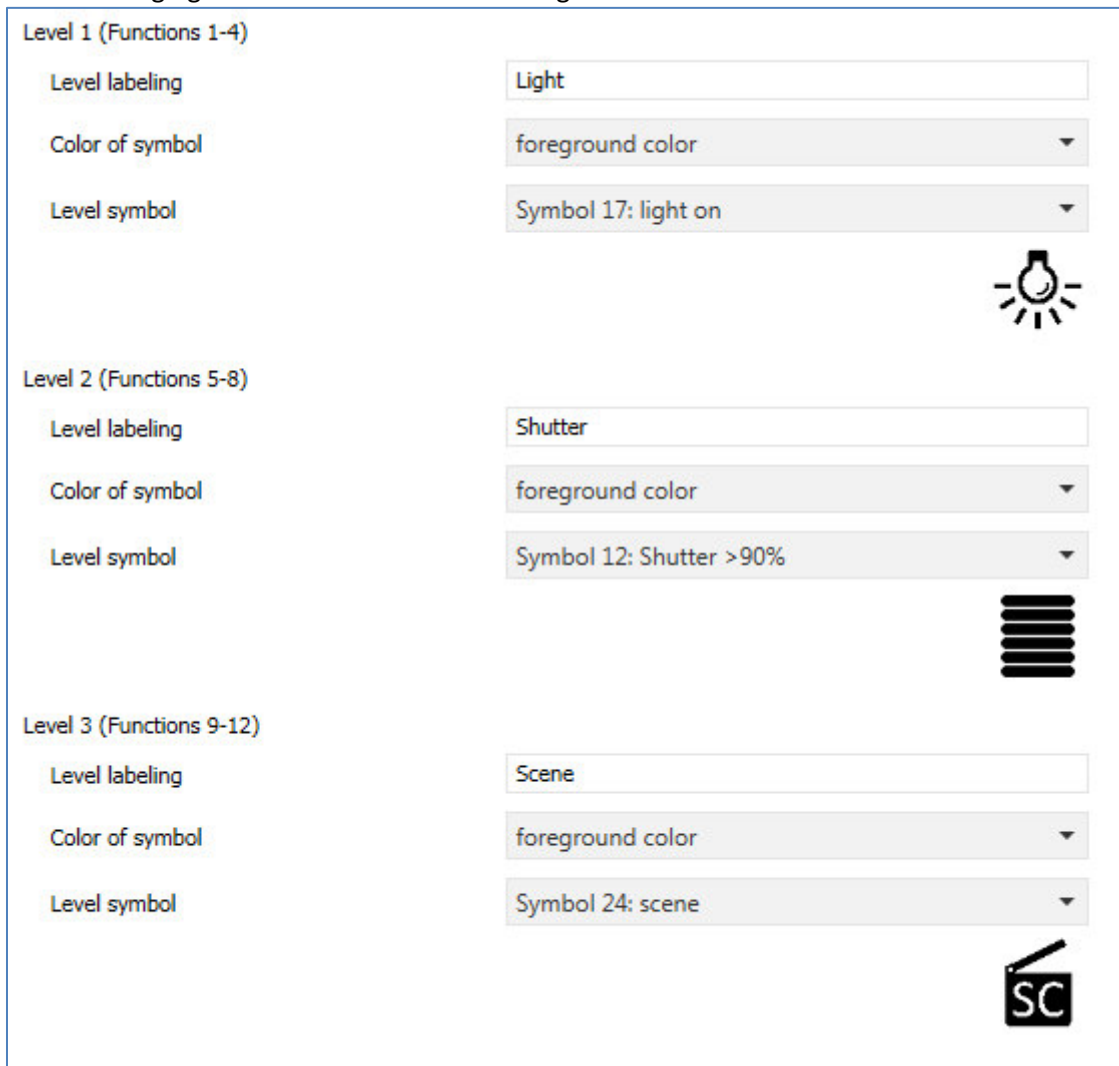 Level 1 (Functions 1-4)
Level labeling Light
Color of symbol foreground color
Level symbol Symbol 17: light on
Level 2 (Functions 5-8)
Level labeling Shutter
Color of symbol foreground color
Level symbol Symbol 12: Shutter >90%
Level 3 (Functions 9-12)
Level labeling Scene
Color of symbol foreground color
Level symbol Symbol 24: scene
SC